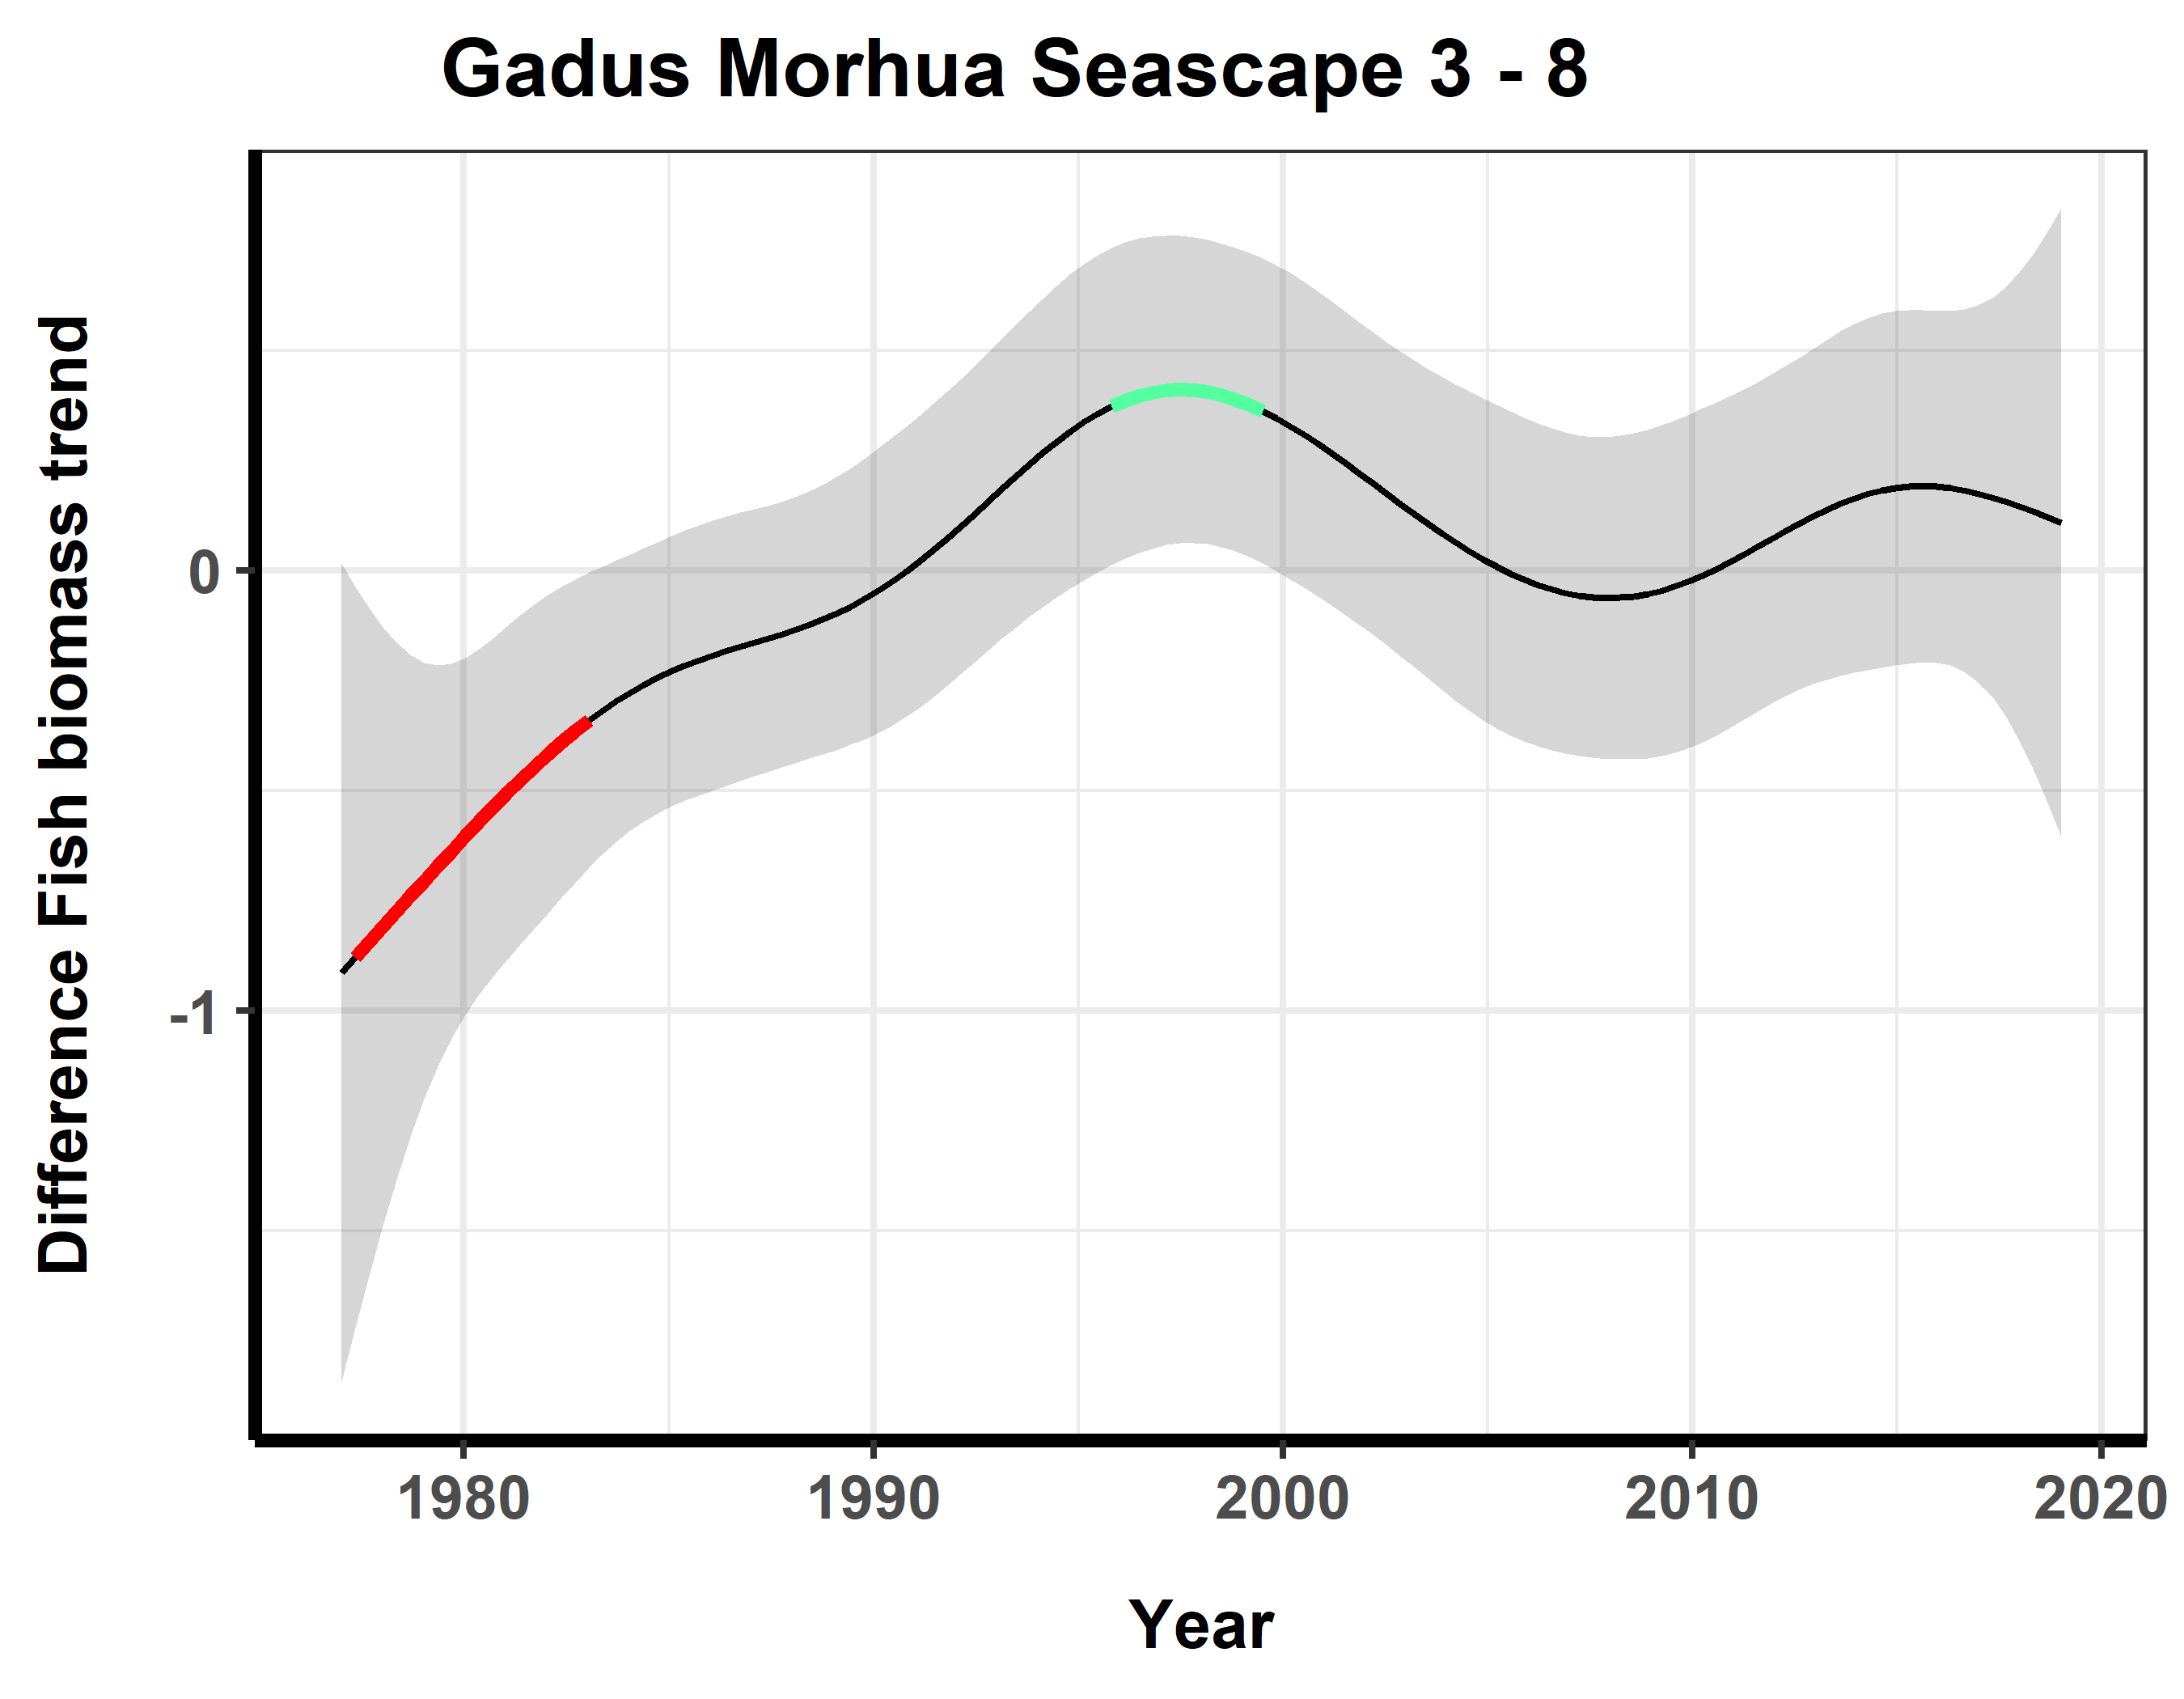 Gadus Morhua Seascape 3 - 8
Difference Fish biomass trend
0
-1
1980 1990 2000 2010 2020
Year